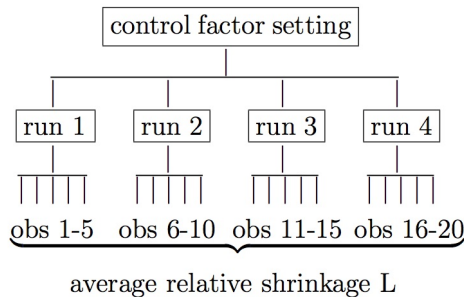 control factor setting
run 1 run 2 run 3 run 4
obs 1-5 obs 6-10 obs 11-15 obs 16-20
average relative shrinkage L